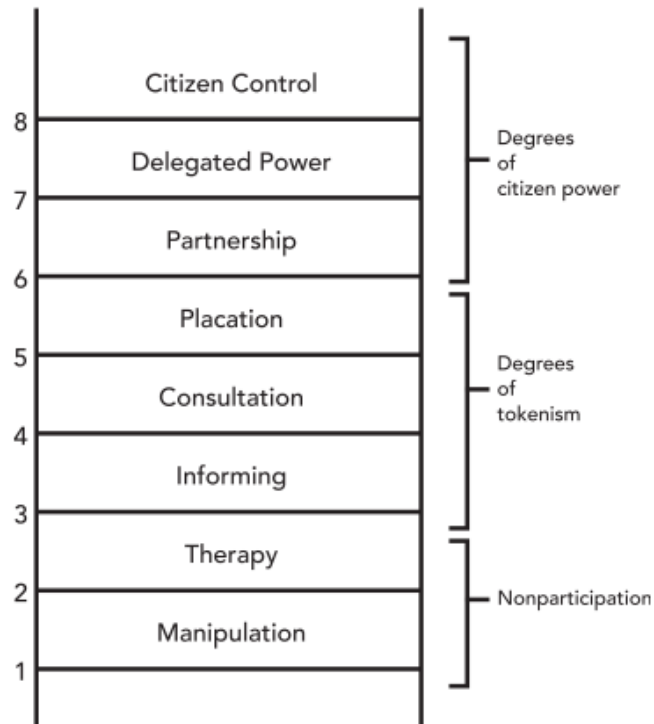 Citizen Control
8
Delegated Power
7
Partnership
6
Placation
5
Consultation
4
Informing
3
Therapy
2
Manipulation
1
Degrees
of
citizen power
Degrees
of
tokenism
Nonparticipation